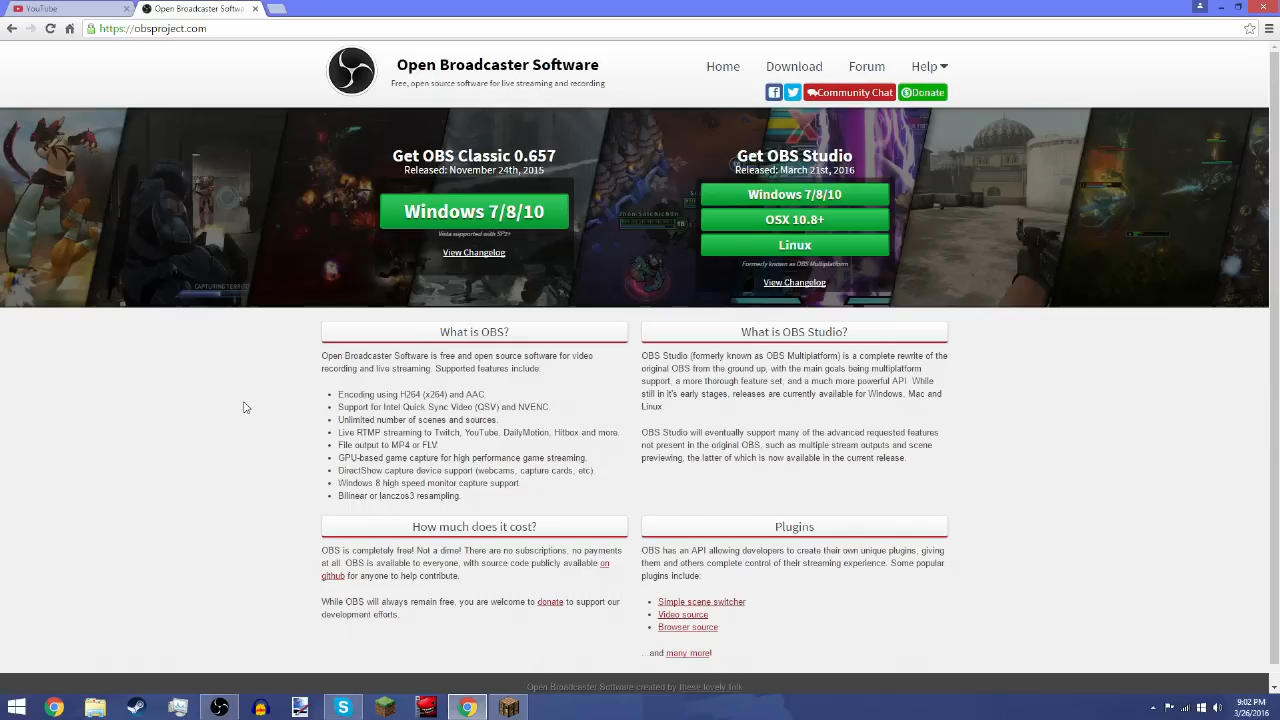 YouTube
Open Broadcaster Softwa
https://obsproject.com
Open Broadcaster Software
Free, open source software for live streaming and recording
Home
Download
Forum
Help
Community Chat
Donate
Get OBS Classic 0.657
Released: November 24th, 2015
Windows 7/8/10
Vista supported with SP2+
View Changelog
Get OBS Studio
Released: March 21st, 2016
Windows 7/8/10
OSX 10.8+
Linux
Formerly known as OBS Multiplatform
View Changelog
CAPTURING TERRITO
What is OBS?
Open Broadcaster Software is free and open source software for video
recording and live streaming. Supported features include:
Encoding using H264 (x264) and AAC.
Support for Intel Quick Sync Video (QSV) and NVENC.
Unlimited number of scenes and sources.
Live RTMP streaming to Twitch, YouTube, DailyMotion, Hitbox and more.
File output to MP4 or FLV.
GPU-based game capture for high performance game streaming.
DirectShow capture device support (webcams, capture cards, etc).
Windows 8 high speed monitor capture support.
Bilinear or lanczos3 resampling.
What is OBS Studio?
OBS Studio (formerly known as OBS Multiplatform) is a complete rewrite of the
original OBS from the ground up, with the main goals being multiplatform
support, a more thorough feature set, and a much more powerful API. While
still in it's early stages, releases are currently available for Windows, Mac and
Linux
OBS Studio will eventually support many of the advanced requested features
not present in the original OBS, such as multiple stream outputs and scene
previewing, the latter of which is now available in the current release.
How much does it cost?
OBS is completely free! Not a dime! There are no subscriptions, no payments
at all. OBS is available to everyone, with source code publicly available on
github for anyone to help contribute.
While OBS will always remain free, you are welcome to donate to support our
development efforts.
Plugins
OBS has an API allowing developers to create their own unique plugins, giving
them and others complete control of their streaming experience. Some popular
plugins include:
Simple scene switcher
Video source
Browser source
...and many more!
Open Broadcaster Software created by these lovely folk
9:02 PM
3/26/2016